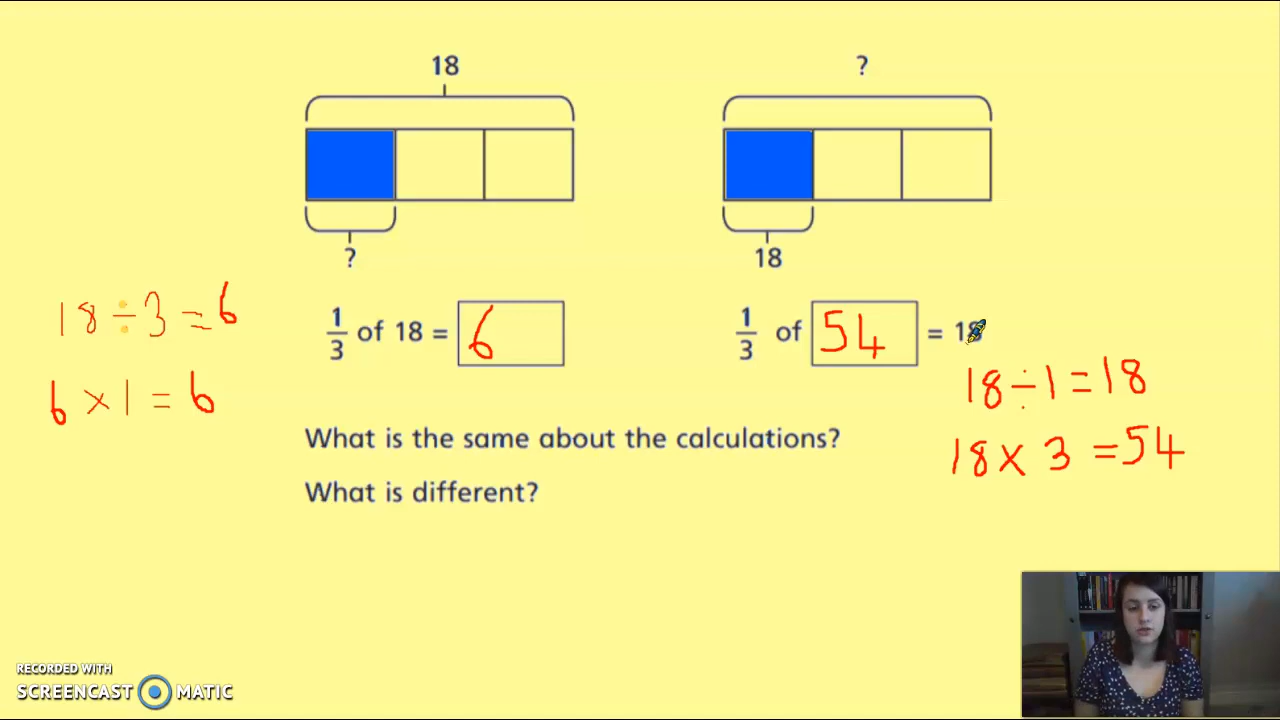 18
?
?
18
18 ÷ 3 = 6
1/3 of 18 = 6
1/3 of 54 = 18
6 × 1 = 6
18 ÷ 1 = 18
18 × 3 = 54
What is the same about the calculations?
What is different?
RECORDED WITH
SCREENCAST MATIC